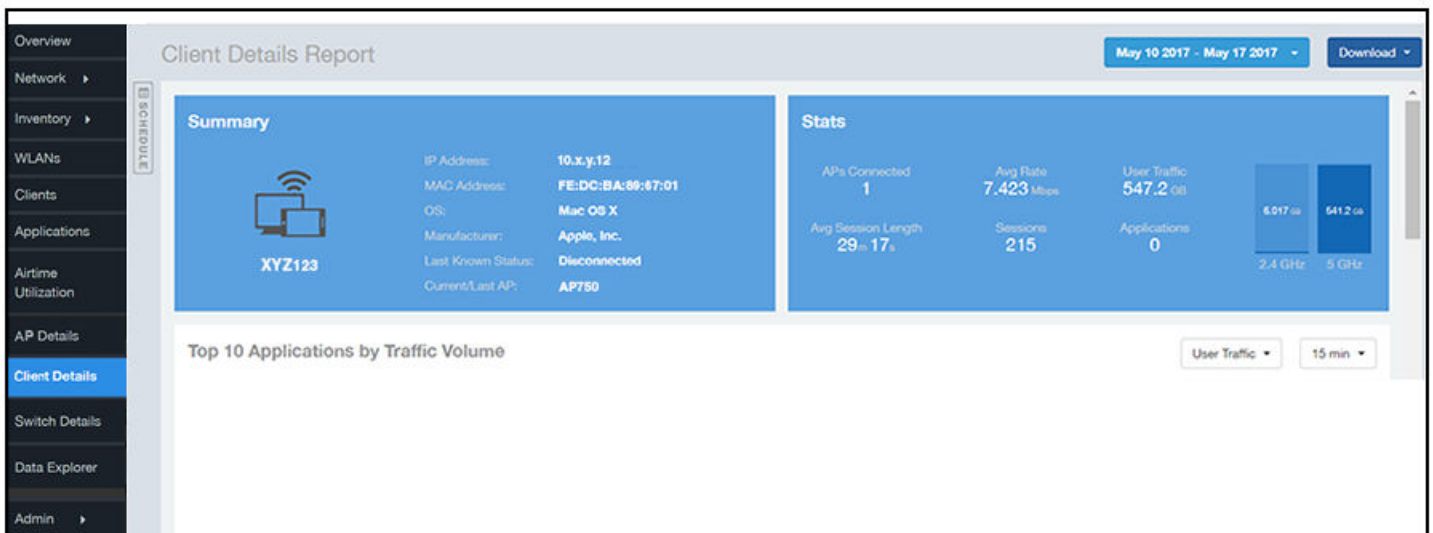 Overview
Network
Inventory
WLANs
Clients
Applications
Airtime
Utilization
AP Details
Client Details
Switch Details
Data Explorer
Admin
SCHEDULE
Client Details Report
May 10 2017 - May 17 2017
Download
Summary
XYZ123
IP Address: 10.x.y.12
MAC Address: FE:DC:BA:89:67:01
OS: Mac OS X
Manufacturer: Apple, Inc.
Last Known Status: Disconnected
Current/Last AP: AP750
Stats
APs Connected Avg Rate User Traffic
1 7.423 Mbps 547.2 GB
Avg Session Length Sessions Applications
29m 17s 215 0
6.017 GB 541.2 GB
2.4 GHz 5 GHz
Top 10 Applications by Traffic Volume
User Traffic 15 min